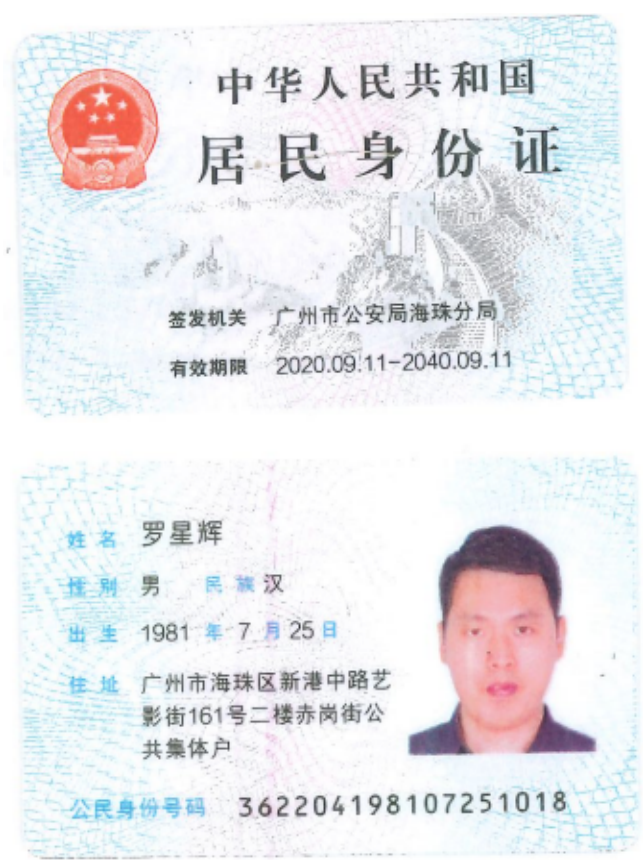 中华人民共和国
居民身份证
签发机关 广州市公安局海珠分局
有效期限 2020.09.11-2040.09.11
姓名 罗星辉
性别 男 民族 汉
出生 1981 年 7 月 25 日
住址 广州市海珠区新港中路艺
影街161号二楼赤岗街公
共集体户
公民身份号码 362204198107251018